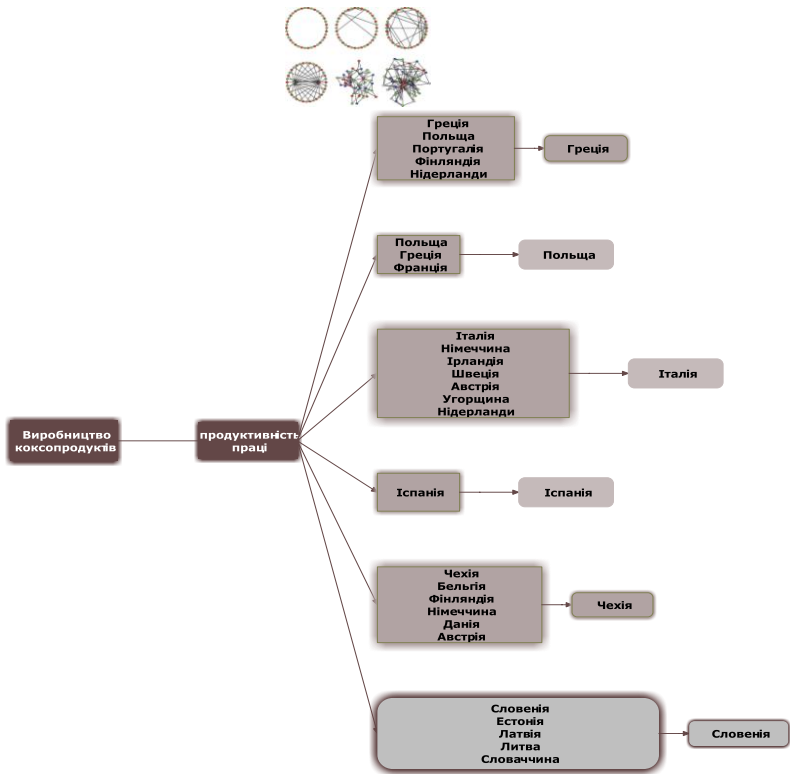 Греція
Польща
Португалія
Фінляндія
Нідерланди
Греція
Польща
Греція
Франція
Польща
Італія
Німеччина
Ірландія
Швеція
Австрія
Угорщина
Нідерланди
Італія
Виробництво
коксопродуктів
продуктивність
праці
Іспанія
Іспанія
Чехія
Бельгія
Фінляндія
Німеччина
Данія
Австрія
Чехія
Словенія
Естонія
Латвія
Литва
Словаччина
Словенія